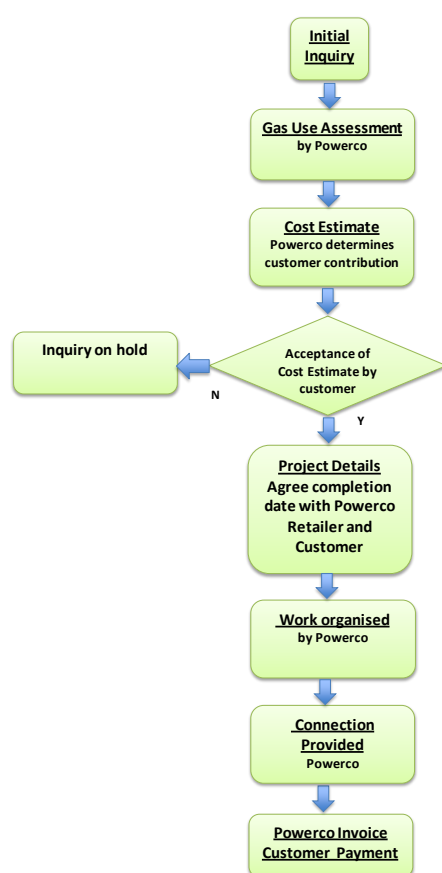 Initial
Inquiry
Gas Use Assessment
by Powerco
Cost Estimate
Powerco determines
customer contribution
Acceptance of
Cost Estimate by
customer
Inquiry on hold
N
Y
Project Details
Agree completion
date with Powerco
Retailer and
Customer
Work organised
by Powerco
Connection
Provided
Powerco
Powerco Invoice
Customer Payment